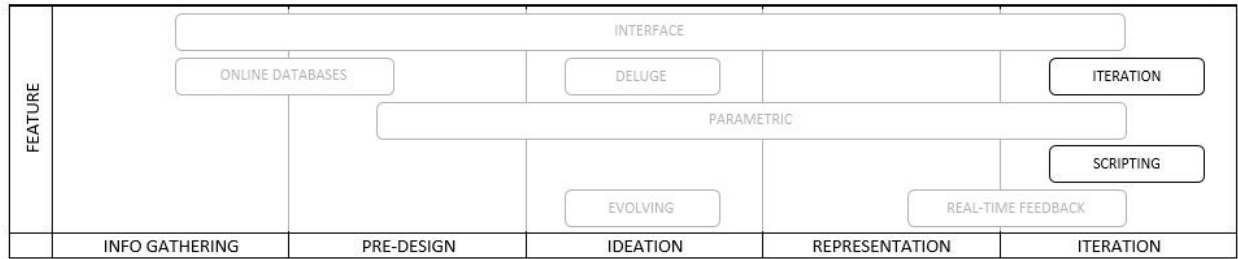 INTERFACE
ONLINE DATABASES DELUGE ITERATION
FEATURE
PARAMETRIC
SCRIPTING
EVOLVING REAL-TIME FEEDBACK
INFO GATHERING PRE-DESIGN IDEATION REPRESENTATION ITERATION